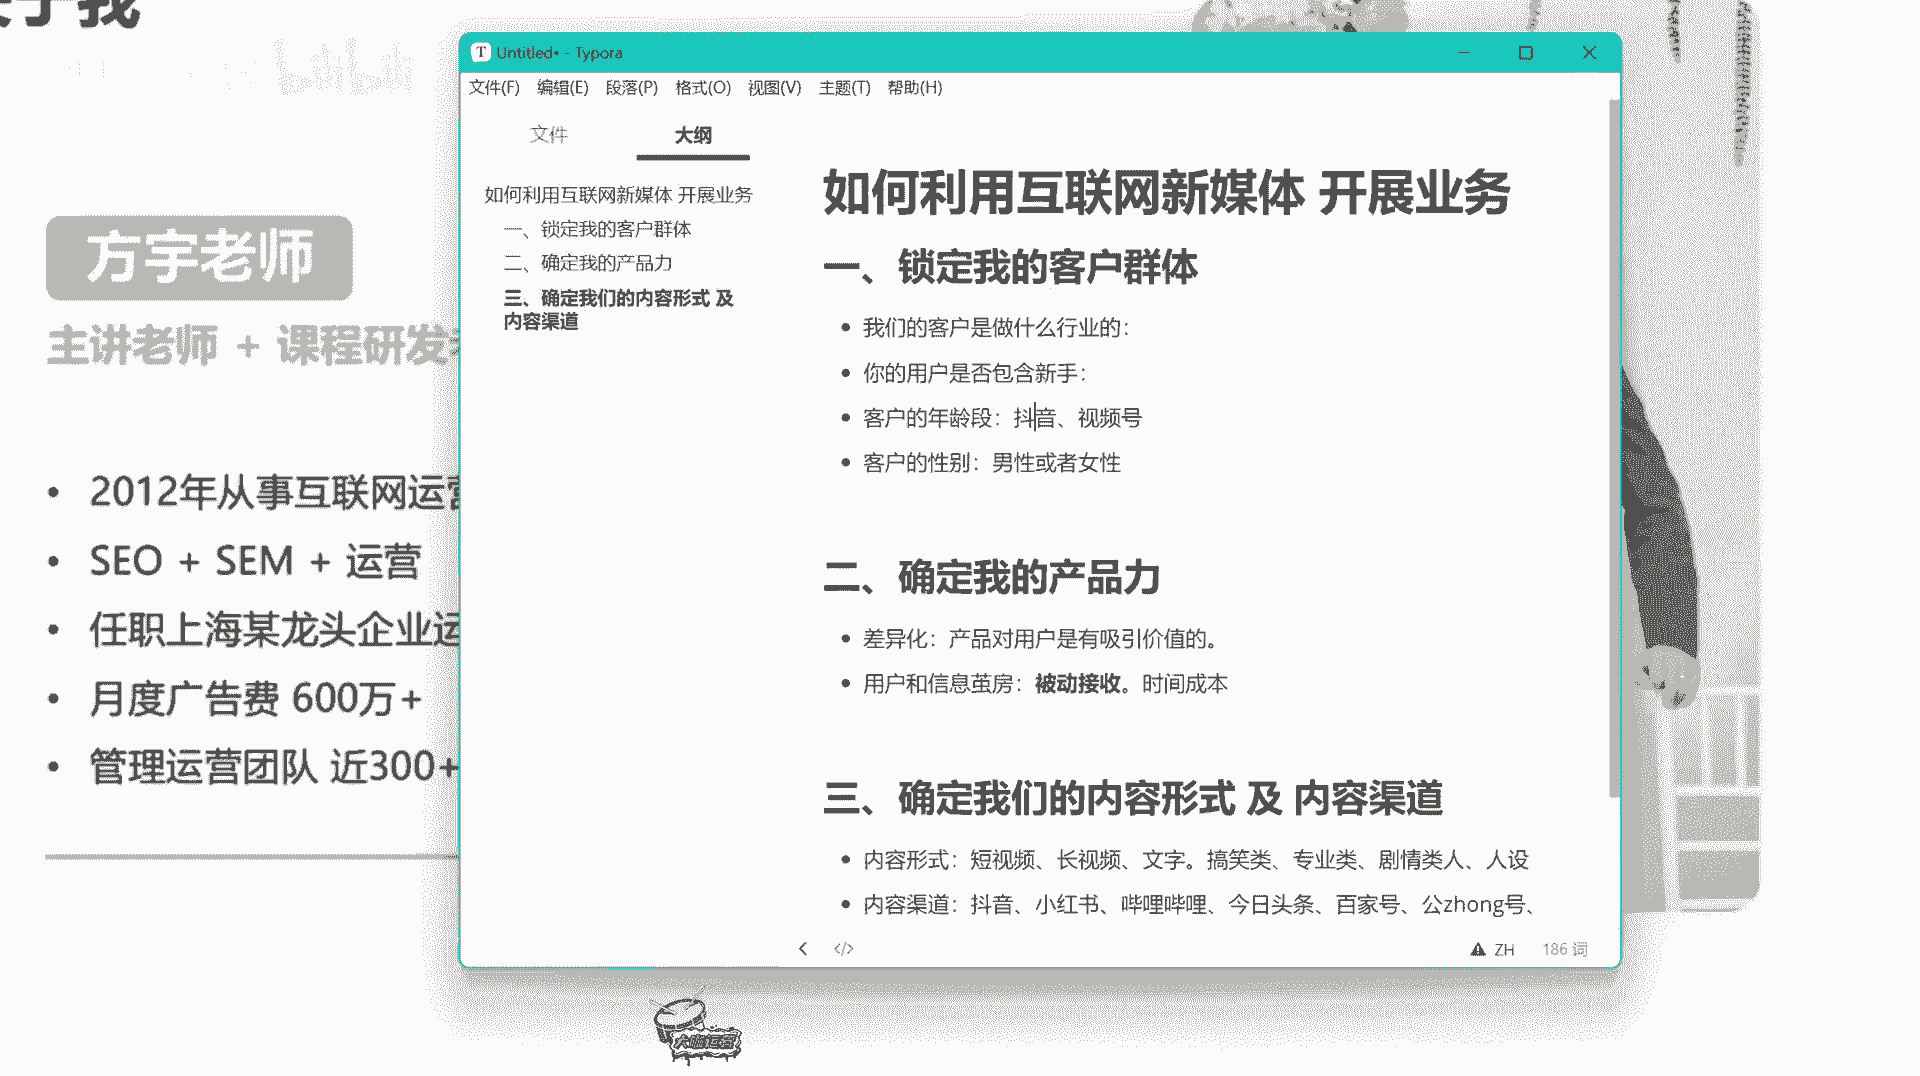 关于我
bilibili
方宇老师
主讲老师 + 课程研发老
2012年从事互联网运营
SEO + SEM + 运营
任职上海某龙头企业运
月度广告费 600万+
管理运营团队 近300+
T Untitled• - Typora
文件(F) 编辑(E) 段落(P) 格式(O) 视图(V) 主题(T) 帮助(H)
文件 大纲
如何利用互联网新媒体 开展业务
一、锁定我的客户群体
二、确定我的产品力
三、确定我们的内容形式 及
内容渠道
如何利用互联网新媒体 开展业务
一、锁定我的客户群体
我们的客户是做什么行业的：
你的用户是否包含新手：
客户的年龄段：抖音、视频号
客户的性别：男性或者女性
二、确定我的产品力
差异化：产品对用户是有吸引价值的。
用户和信息茧房：被动接收。时间成本
三、确定我们的内容形式 及 内容渠道
内容形式：短视频、长视频、文字。搞笑类、专业类、剧情类人、人设
内容渠道：抖音、小红书、哔哩哔哩、今日头条、百家号、公zhong号、
ZH 186 词
大咖运营